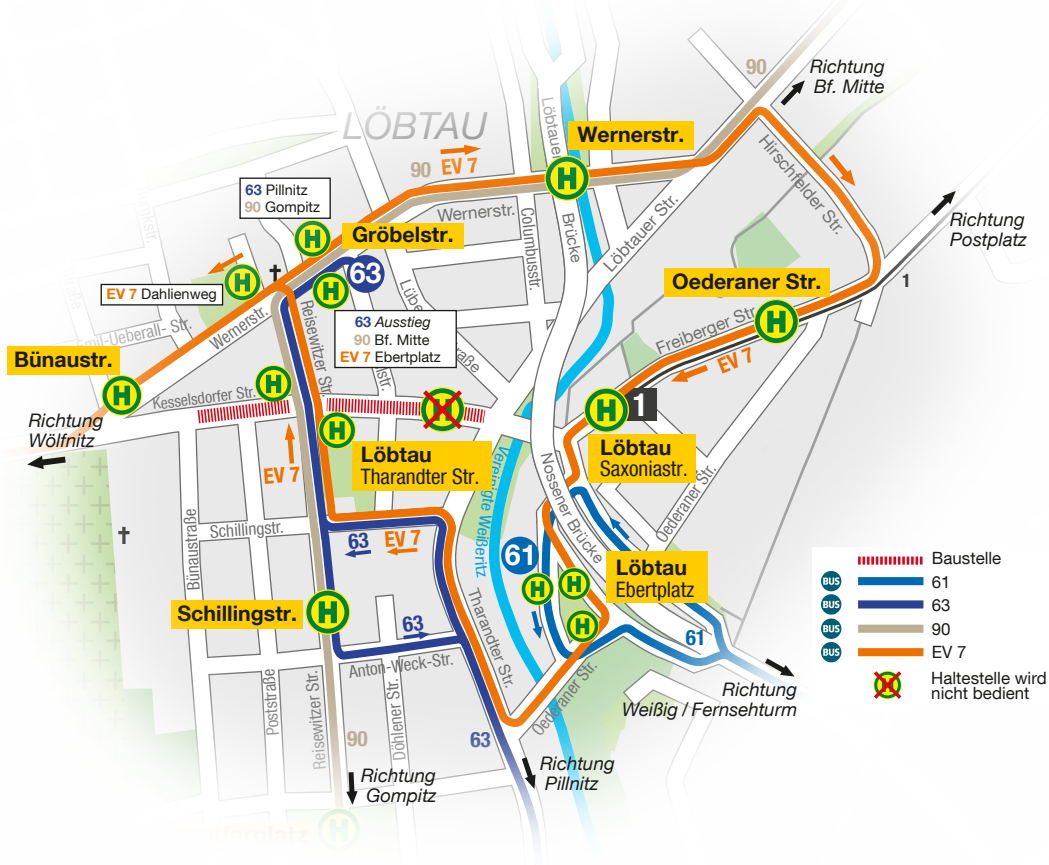 90
Richtung
Bf. Mitte
LÖBTAU
Löbtauer
Wernerstr.
90 EV 7
Hirschfelder Str.
63 Pillnitz
90 Gompitz
Wernerstr.
Columbusstr.
Brücke
Löbtauer Str.
Richtung
Postplatz
H
Gröbelstr.
63
H
Oederaner Str.
1
EV 7 Dahlienweg
H
H
Reisewitzer Str.
63 Ausstieg
90 Bf. Mitte
EV 7 Ebertplatz
Freiberger Str.
H
EV 7
Wernerstr.
Bünaustr.
H
Kesselsdorfer Str.
H
H
H
1
Richtung
Wölfnitz
H
Löbtau
Tharandter Str.
Löbtau
Saxoniastr.
EV 7
Vereinigte Weißeritz
Nossener Brücke
Oederaner Str.
Bünaustraße
Schillingstr.
63
EV 7
61
Löbtau
Ebertplatz
H
H
H
Schillingstr.
H
63
Tharandter Str.
61
Anton-Weck-Str.
Poststraße
Reisewitzer Str.
Döhlener Str.
90
63
Oederaner Str.
Richtung
Weißig / Fernsehturm
Richtung
Gompitz
Richtung
Pillnitz
H
Baustelle
BUS 61
BUS 63
BUS 90
BUS EV 7
H Haltestelle wird
nicht bedient